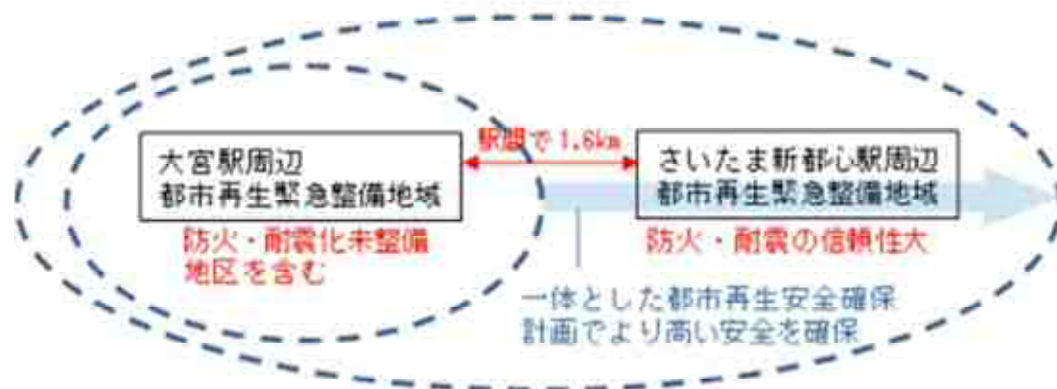 駅間で1.6km
大宮駅周辺
都市再生緊急整備地域
さいたま新都心駅周辺
都市再生緊急整備地域
防火・耐震化未整備
地区を含む
防火・耐震の信頼性大
一体とした都市再生安全確保
計画でより高い安全を確保